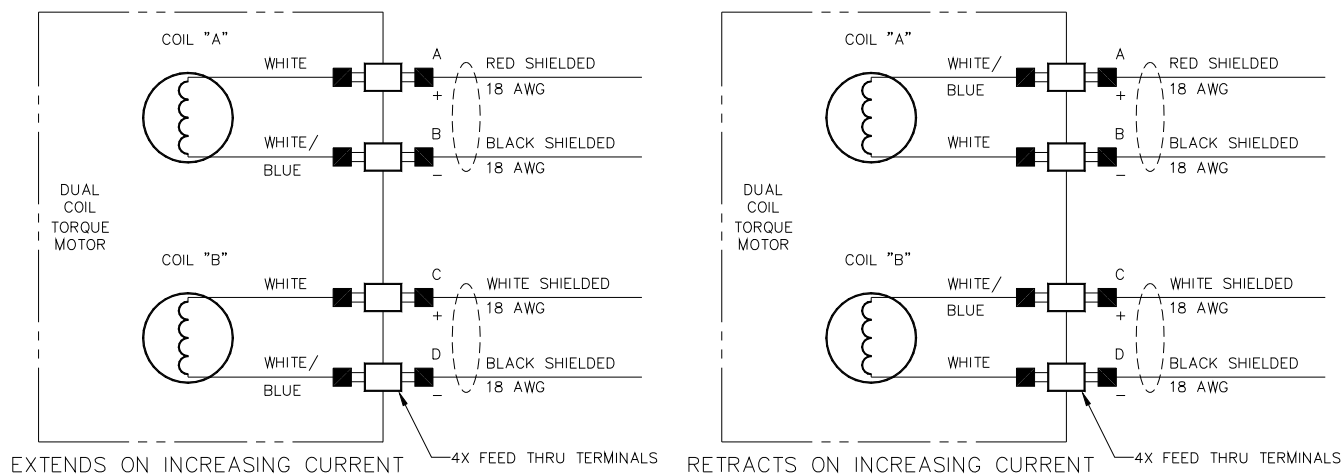 COIL "A"
WHITE
A
RED SHIELDED
18 AWG
+
WHITE/
BLUE
B
BLACK SHIELDED
18 AWG
–
DUAL
COIL
TORQUE
MOTOR
COIL "B"
WHITE
C
WHITE SHIELDED
18 AWG
+
WHITE/
BLUE
D
BLACK SHIELDED
18 AWG
–
4X FEED THRU TERMINALS
EXTENDS ON INCREASING CURRENT
COIL "A"
WHITE/
BLUE
A
RED SHIELDED
18 AWG
+
WHITE
B
BLACK SHIELDED
18 AWG
–
DUAL
COIL
TORQUE
MOTOR
COIL "B"
WHITE/
BLUE
C
WHITE SHIELDED
18 AWG
+
WHITE
D
BLACK SHIELDED
18 AWG
–
4X FEED THRU TERMINALS
RETRACTS ON INCREASING CURRENT